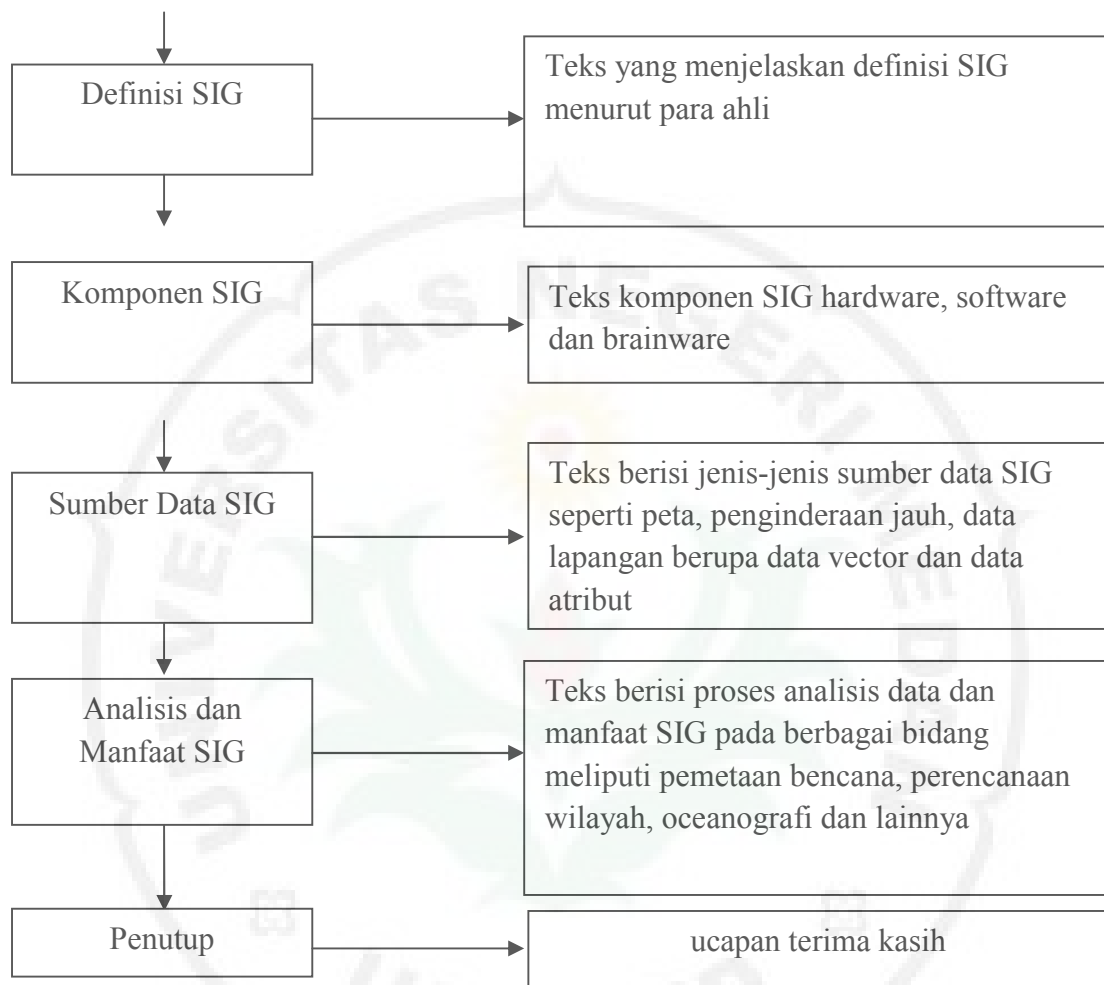 Definisi SIG
Teks yang menjelaskan definisi SIG
menurut para ahli
Komponen SIG
Teks komponen SIG hardware, software
dan brainware
Sumber Data SIG
Teks berisi jenis-jenis sumber data SIG
seperti peta, penginderaan jauh, data
lapangan berupa data vector dan data
atribut
Analisis dan
Manfaat SIG
Teks berisi proses analisis data dan
manfaat SIG pada berbagai bidang
meliputi pemetaan bencana, perencanaan
wilayah, oceanografi dan lainnya
Penutup
ucapan terima kasih
UNIVERSITAS NEGERI MEDAN